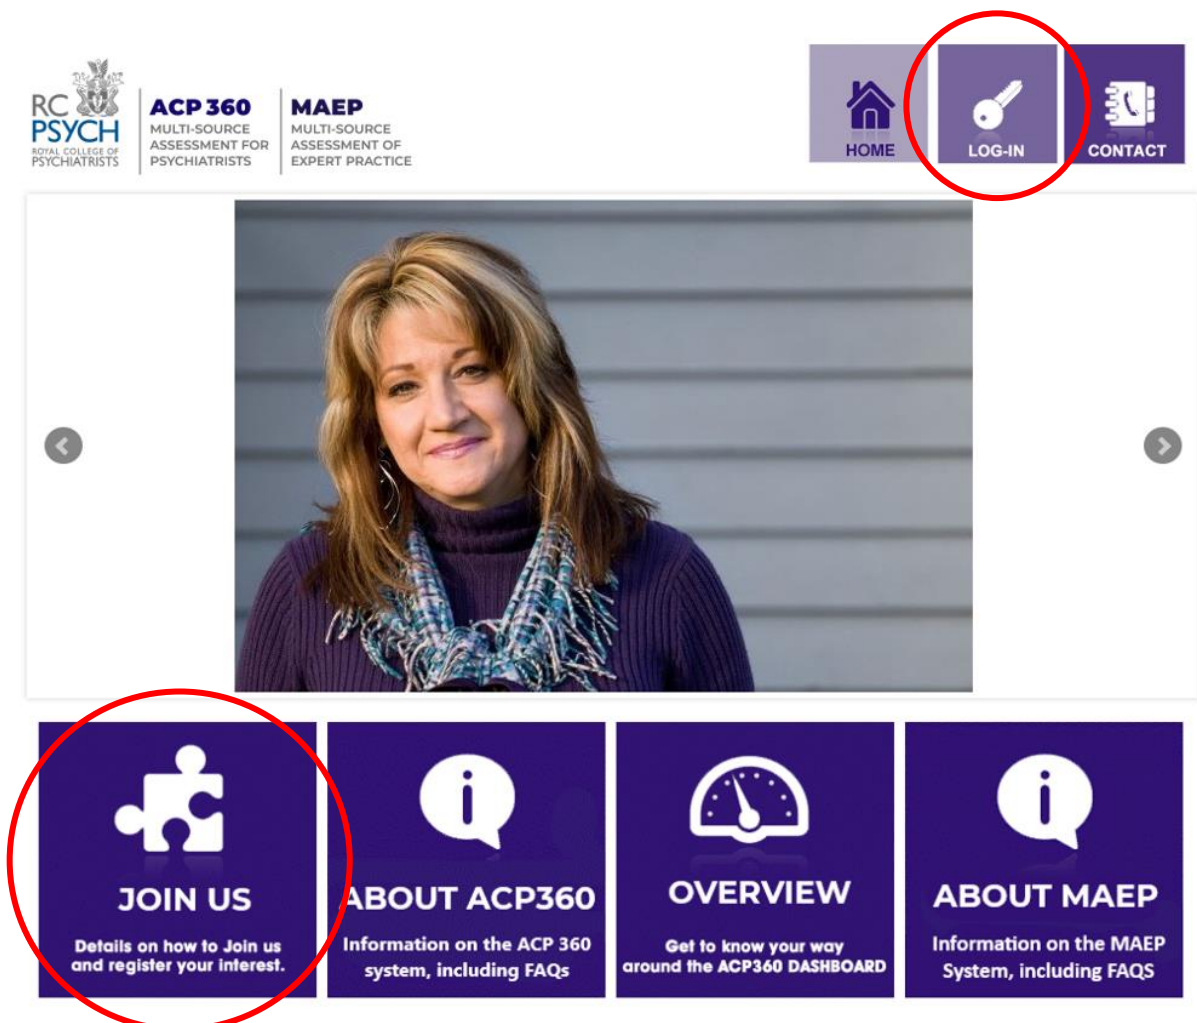 RC
PSYCH
ROYAL COLLEGE OF
PSYCHIATRISTS
ACP 360
MULTI-SOURCE
ASSESSMENT FOR
PSYCHIATRISTS
MAEP
MULTI-SOURCE
ASSESSMENT OF
EXPERT PRACTICE
HOME
LOG-IN
CONTACT
JOIN US
Details on how to Join us
and register your interest.
ABOUT ACP360
Information on the ACP 360
system, including FAQs
OVERVIEW
Get to know your way
around the ACP360 DASHBOARD
ABOUT MAEP
Information on the MAEP
System, including FAQS